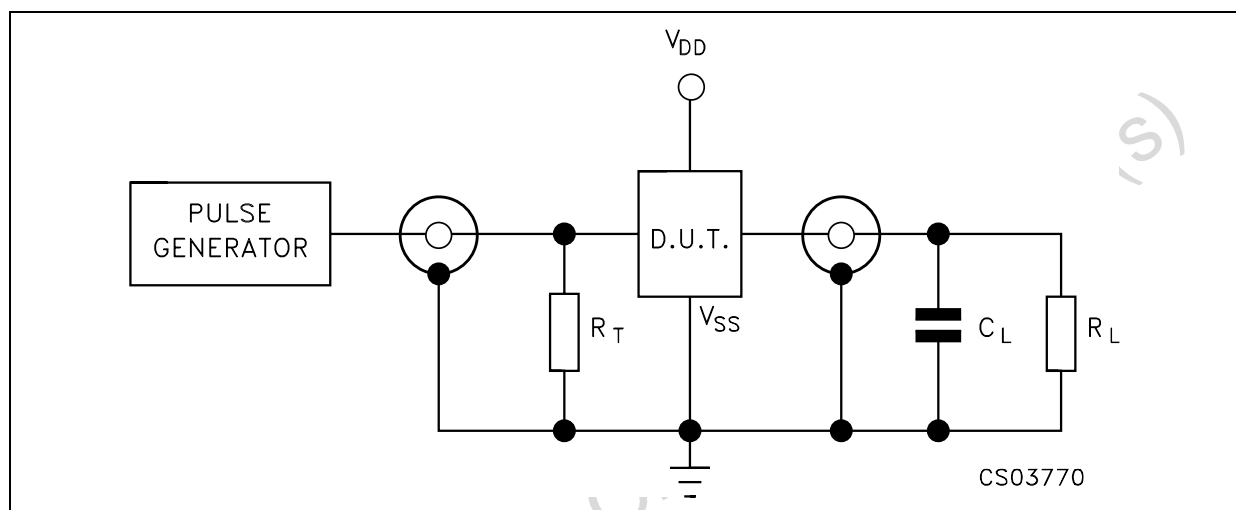 VDD
PULSE
GENERATOR
D.U.T.
VSS
RT
CL
RL
CS03770